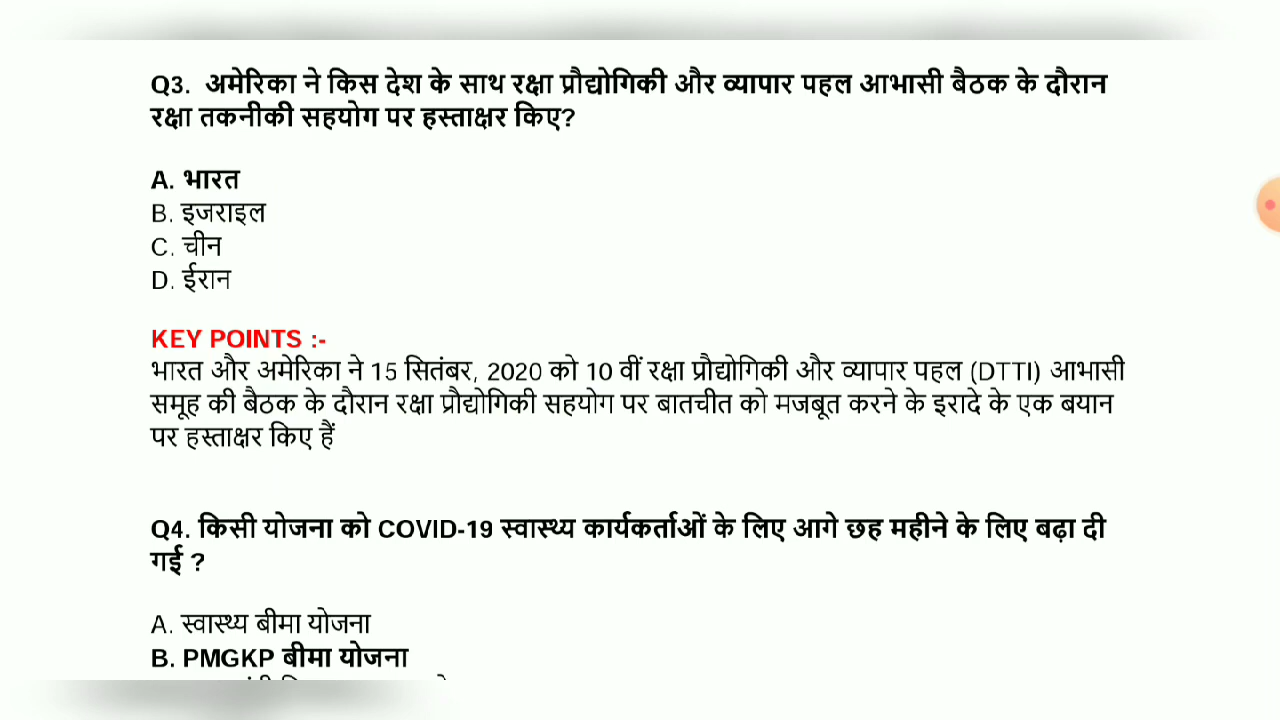 Q3. अमेरिका ने किस देश के साथ रक्षा प्रौद्योगिकी और व्यापार पहल आभासी बैठक के दौरान
रक्षा तकनीकी सहयोग पर हस्ताक्षर किए?
A. भारत
B. इजराइल
C. चीन
D. ईरान
KEY POINTS :-
भारत और अमेरिका ने 15 सितंबर, 2020 को 10 वीं रक्षा प्रौद्योगिकी और व्यापार पहल (DTTI) आभासी
समूह की बैठक के दौरान रक्षा प्रौद्योगिकी सहयोग पर बातचीत को मजबूत करने के इरादे के एक बयान
पर हस्ताक्षर किए हैं
Q4. किसी योजना को COVID-19 स्वास्थ्य कार्यकर्ताओं के लिए आगे छह महीने के लिए बढ़ा दी
गई ?
A. स्वास्थ्य बीमा योजना
B. PMGKP बीमा योजना